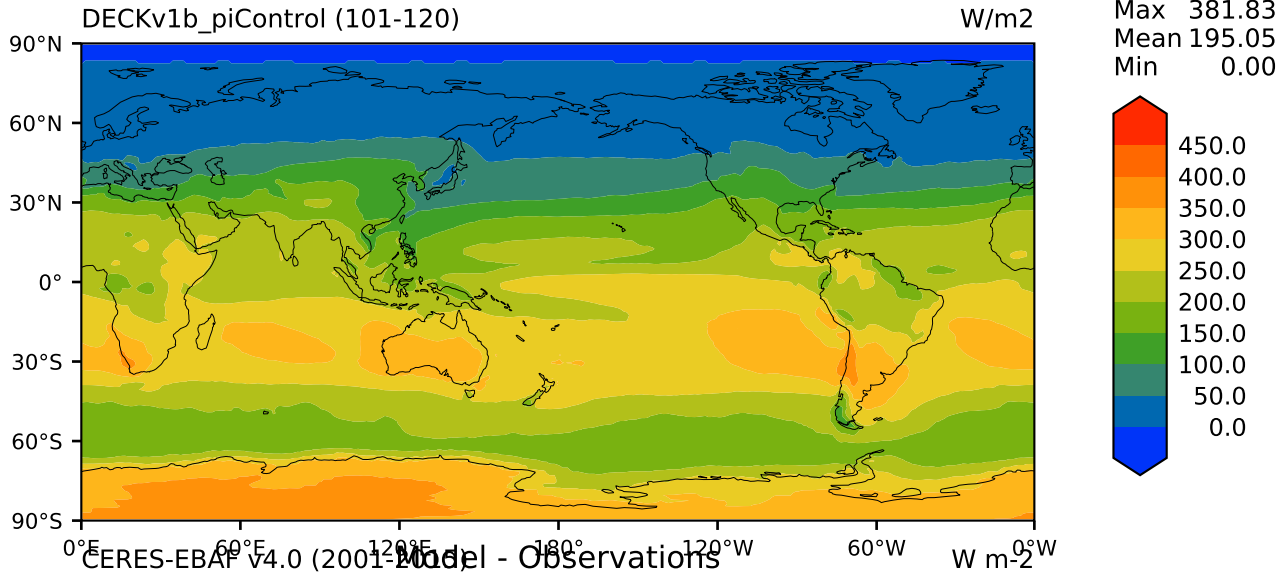 DECKv1b_piControl (101-120) W/m2
Max 381.83
Mean 195.05
Min 0.00
90°N
60°N
30°N
0°
30°S
60°S
90°S
450.0
400.0
350.0
300.0
250.0
200.0
150.0
100.0
50.0
0.0
0°E 60°E 120°E 180° 120°W 60°W 0°W
CERES-EBAF v4.0 (2001-2015) W m-2
Model - Observations